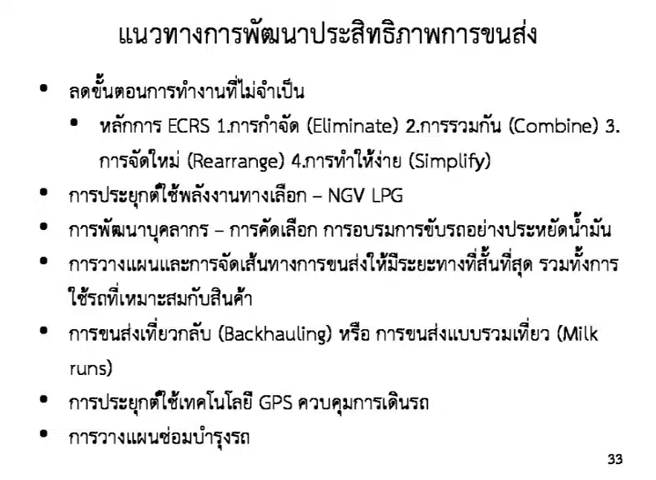 แนวทางการพัฒนาประสิทธิภาพการขนส่ง
• ลดขั้นตอนการทำงานที่ไม่จำเป็น
• หลักการ ECRS 1.การกำจัด (Eliminate) 2.การรวมกัน (Combine) 3.
การจัดใหม่ (Rearrange) 4.การทำให้ง่าย (Simplify)
• การประยุกต์ใช้พลังงานทางเลือก – NGV LPG
• การพัฒนาบุคลากร – การคัดเลือก การอบรมการขับรถอย่างประหยัดน้ำมัน
• การวางแผนและการจัดเส้นทางการขนส่งให้มีระยะทางที่สั้นที่สุด รวมทั้งการ
ใช้รถที่เหมาะสมกับสินค้า
• การขนส่งเที่ยวกลับ (Backhauling) หรือ การขนส่งแบบรวมเที่ยว (Milk
runs)
• การประยุกต์ใช้เทคโนโลยี GPS ควบคุมการเดินรถ
• การวางแผนซ่อมบำรุงรถ
33